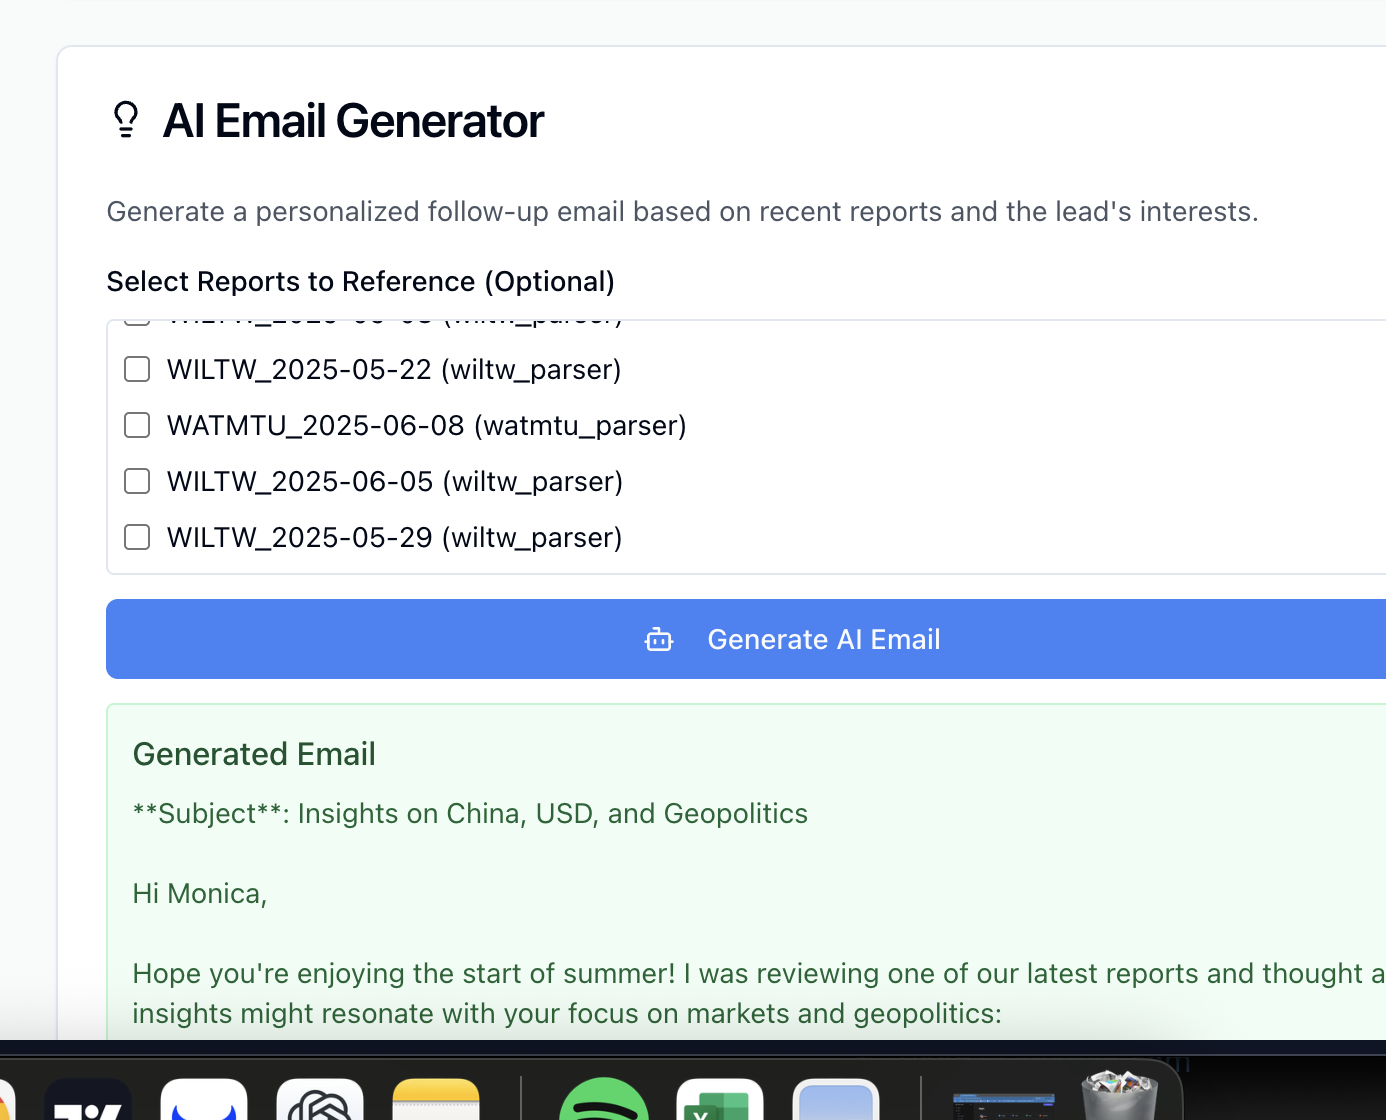 AI Email Generator
Generate a personalized follow-up email based on recent reports and the lead's interests.
Select Reports to Reference (Optional)
WILTW_2025-05-22 (wiltw_parser)
WATMTU_2025-06-08 (watmtu_parser)
WILTW_2025-06-05 (wiltw_parser)
WILTW_2025-05-29 (wiltw_parser)
Generate AI Email
Generated Email
**Subject**: Insights on China, USD, and Geopolitics
Hi Monica,
Hope you're enjoying the start of summer! I was reviewing one of our latest reports and thought a
insights might resonate with your focus on markets and geopolitics: